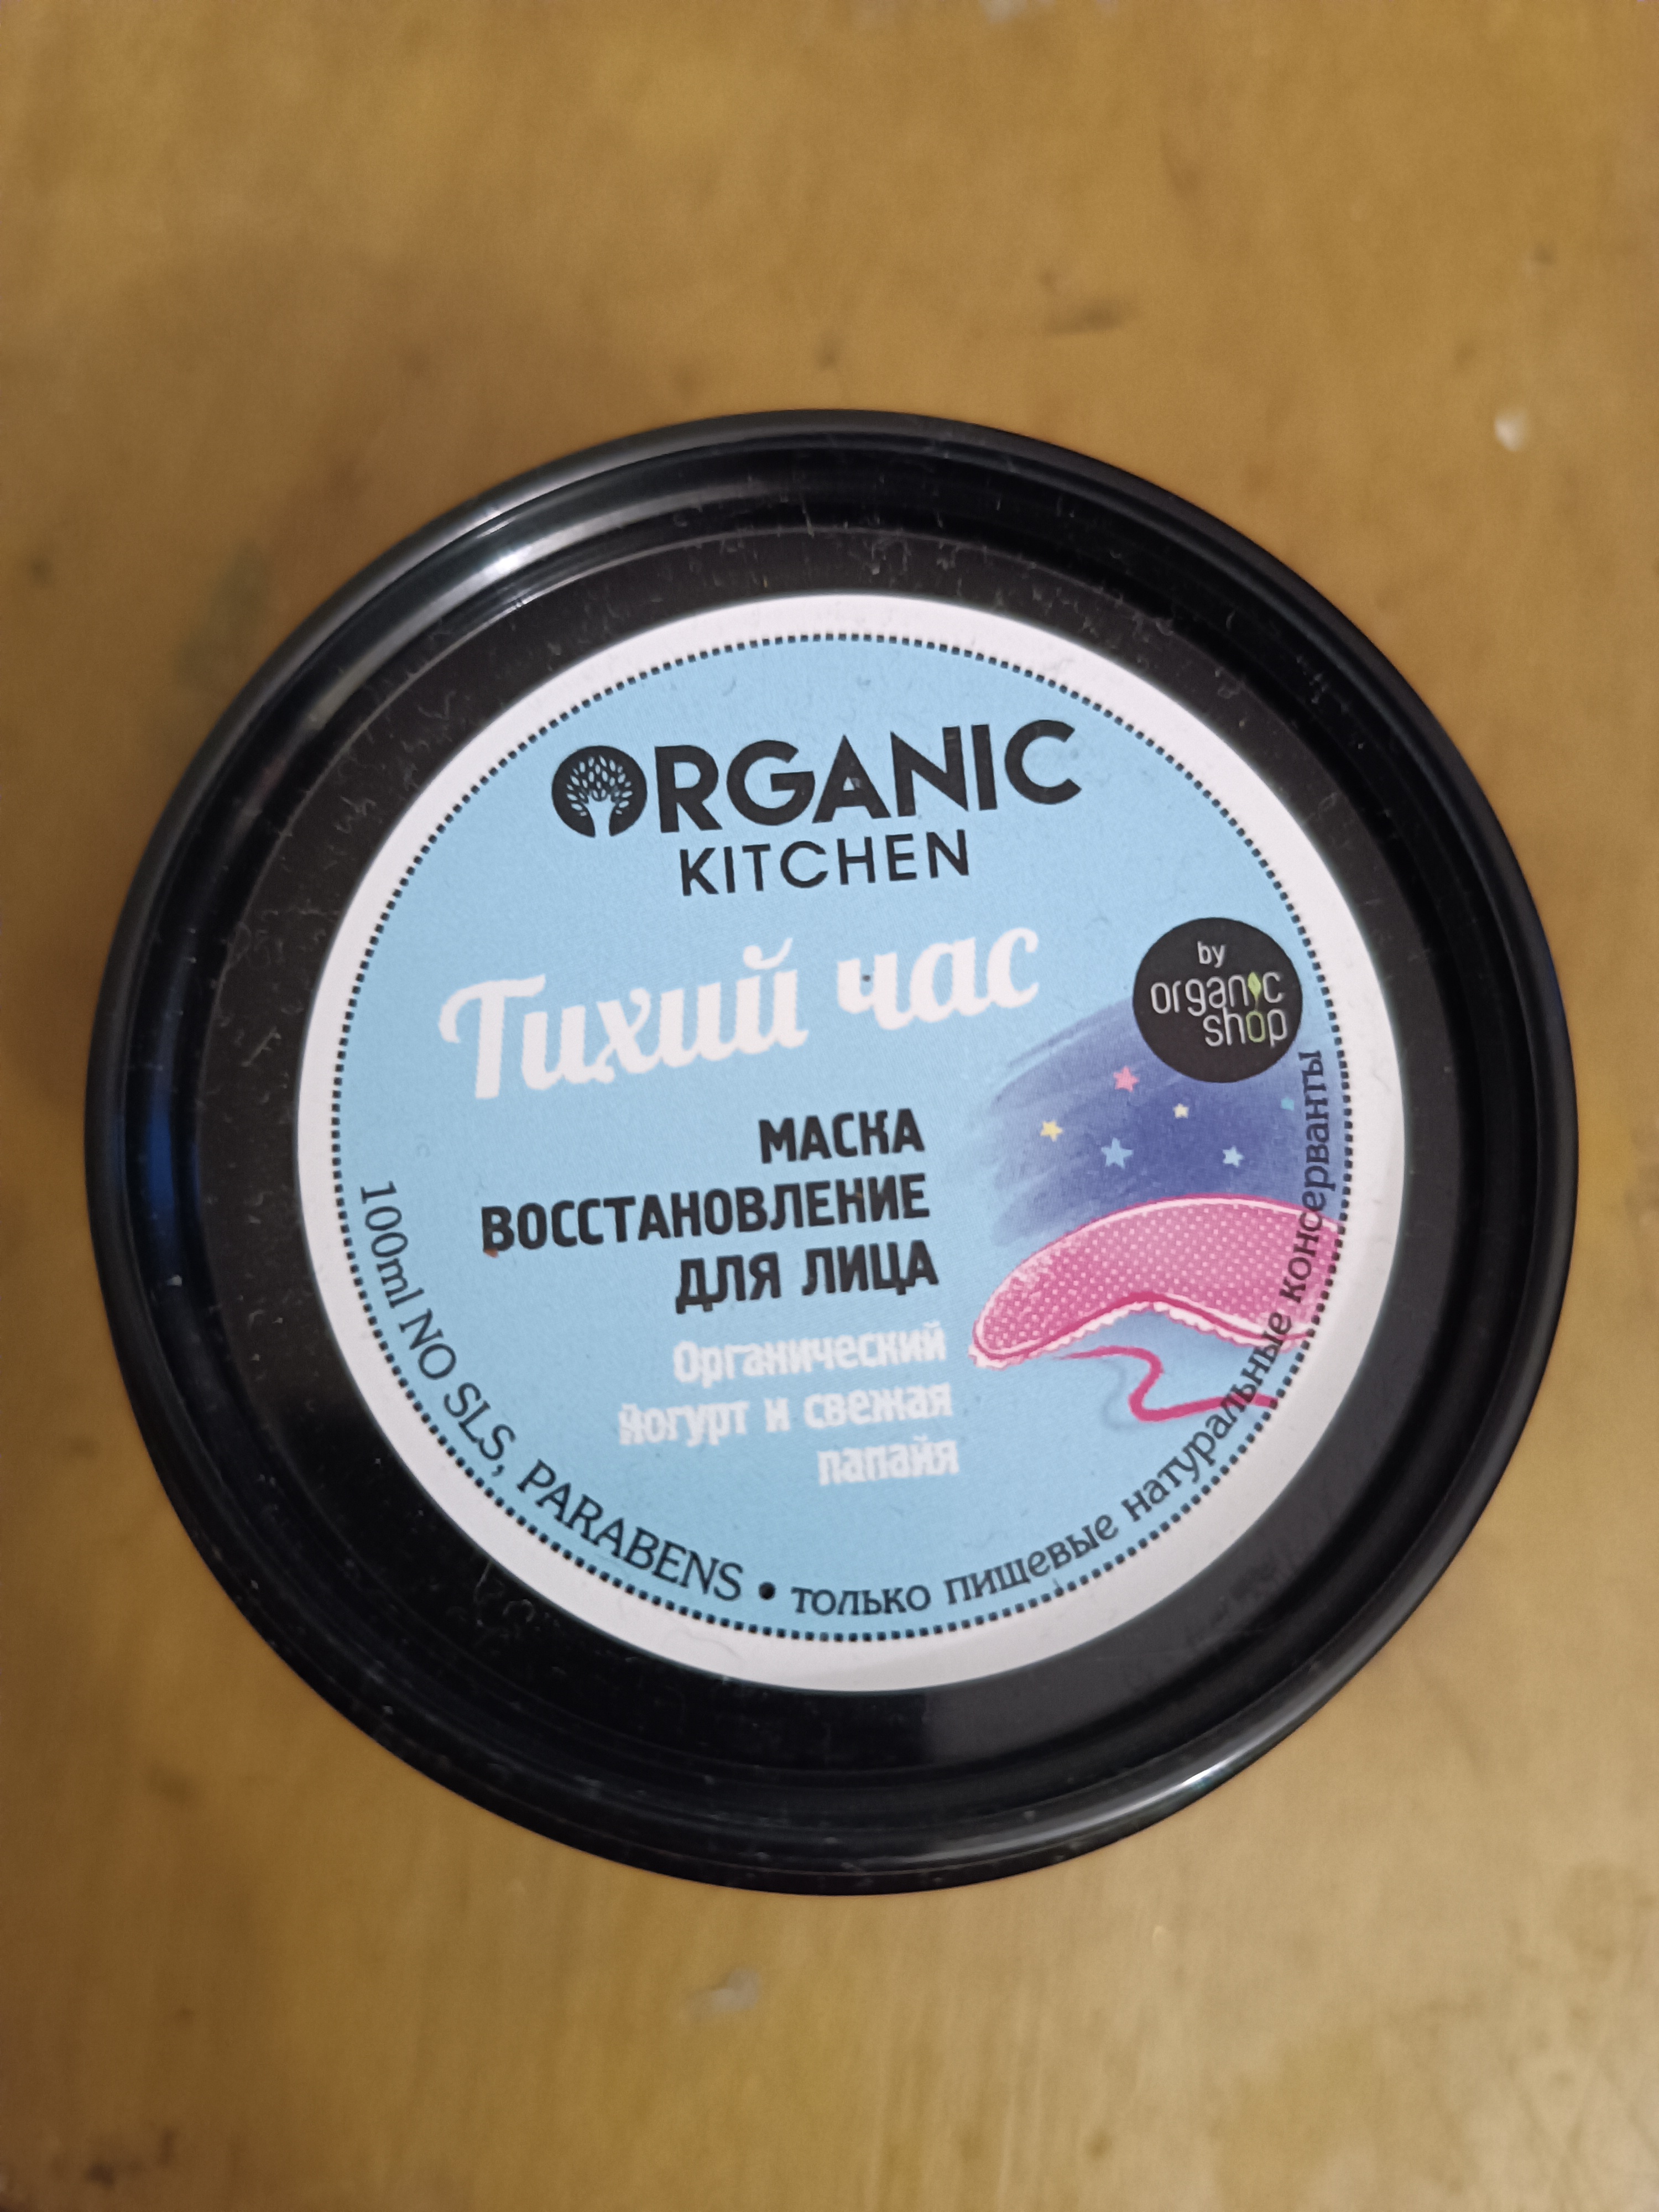 ORGANIC
KITCHEN
Тихий час
by
organic
shop
МАСКА
ВОССТАНОВЛЕНИЕ
ДЛЯ ЛИЦА
Органический
йогурт и свежая
папайя
100ml NO SLS, PARABENS • только пищевые натуральные консерванты